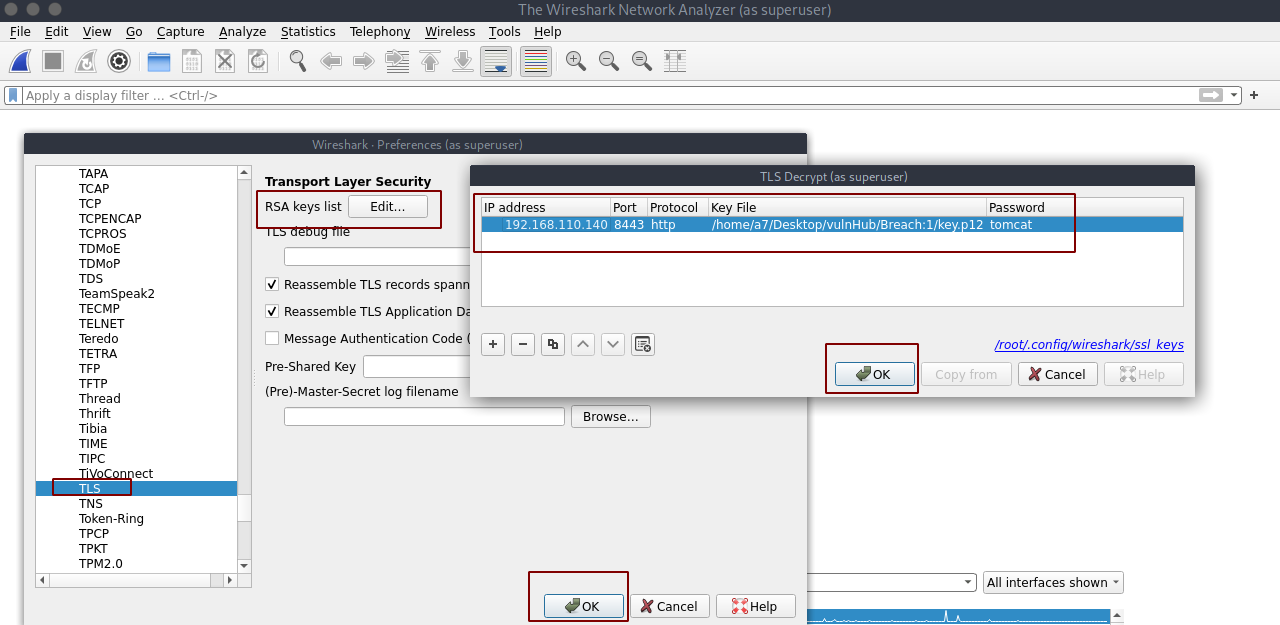 The Wireshark Network Analyzer (as superuser)
File Edit View Go Capture Analyze Statistics Telephony Wireless Tools Help
Apply a display filter ... <Ctrl-/>
+
Wireshark · Preferences (as superuser)
TAPA
TCAP
TCP
TCPENCAP
TCPROS
TDMoE
TDMoP
TDS
TeamSpeak2
TECMP
TELNET
Teredo
TETRA
TFP
TFTP
Thread
Thrift
Tibia
TIME
TIPC
TiVoConnect
TLS
TNS
Token-Ring
TPCP
TPKT
TPM2.0
Transport Layer Security
RSA keys list Edit...
TLS debug file
Reassemble TLS records spann
Reassemble TLS Application Da
Message Authentication Code (
Pre-Shared Key
(Pre)-Master-Secret log filename
Browse...
OK Cancel Help
TLS Decrypt (as superuser)
IP address Port Protocol Key File Password
192.168.110.140 8443 http /home/a7/Desktop/vulnHub/Breach:1/key.p12 tomcat
/root/.config/wireshark/ssl_keys
OK Copy from Cancel Help
All interfaces shown